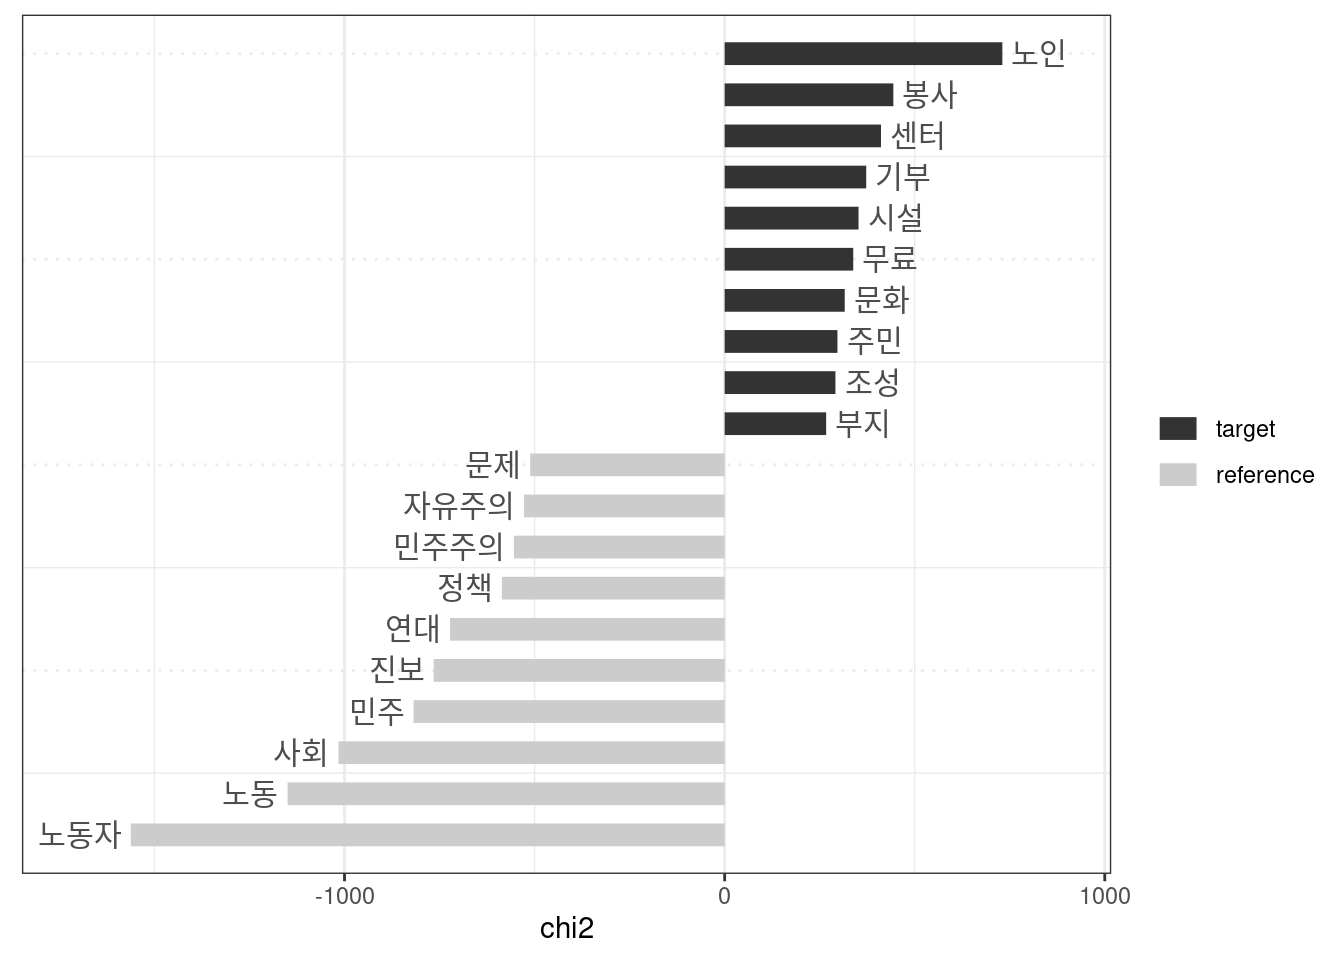 노인
봉사
센터
기부
시설
무료
문화
주민
조성
부지
문제
자유주의
민주주의
정책
연대
진보
민주
사회
노동
노동자
-1000 0 1000
chi2
target
reference